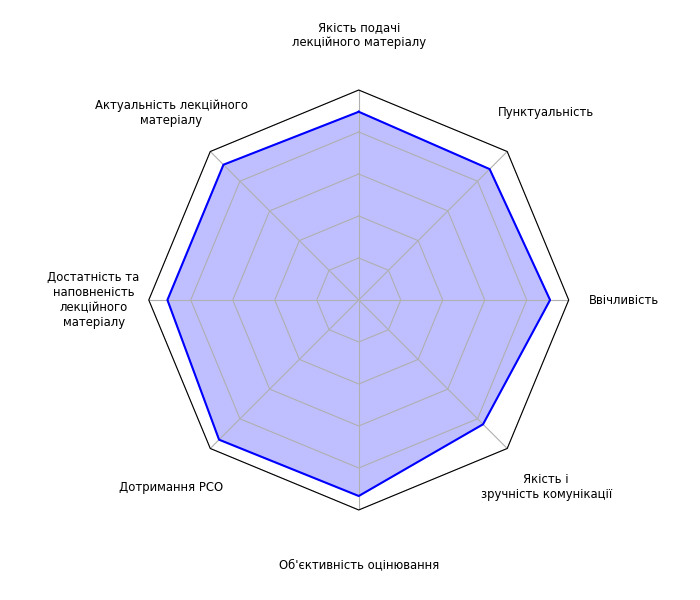 Якість подачі
лекційного матеріалу
Актуальність лекційного
матеріалу
Пунктуальність
Достатність та
наповненість
лекційного
матеріалу
Ввічливість
Дотримання РСО
Якість і
зручність комунікації
Об'єктивність оцінювання